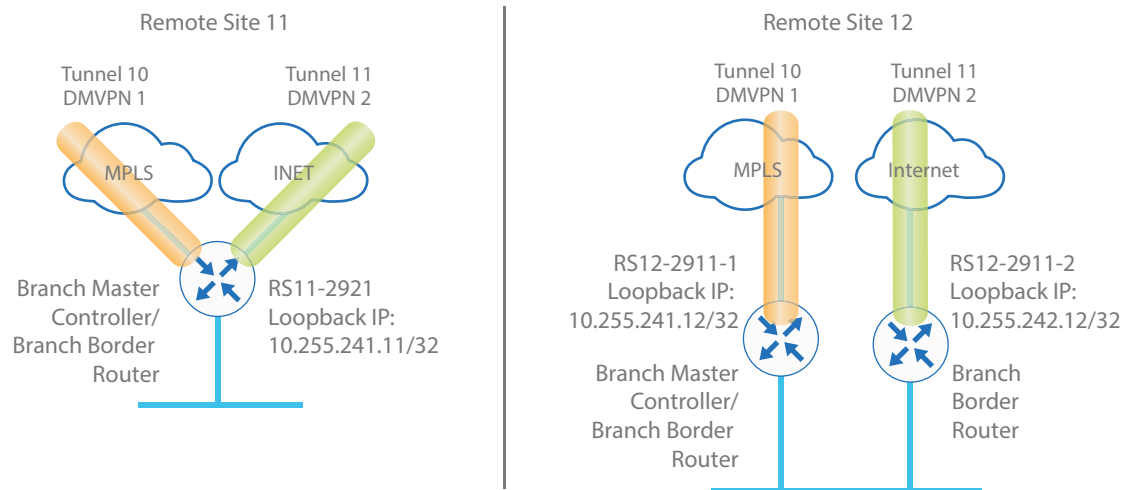 Remote Site 11
Tunnel 10
DMVPN 1
Tunnel 11
DMVPN 2
MPLS
INET
Branch Master
Controller/
Branch Border
Router
RS11-2921
Loopback IP:
10.255.241.11/32
Remote Site 12
Tunnel 10
DMVPN 1
Tunnel 11
DMVPN 2
MPLS
Internet
RS12-2911-1
Loopback IP:
10.255.241.12/32
Branch Master
Controller/
Branch Border
Router
RS12-2911-2
Loopback IP:
10.255.242.12/32
Branch
Border
Router